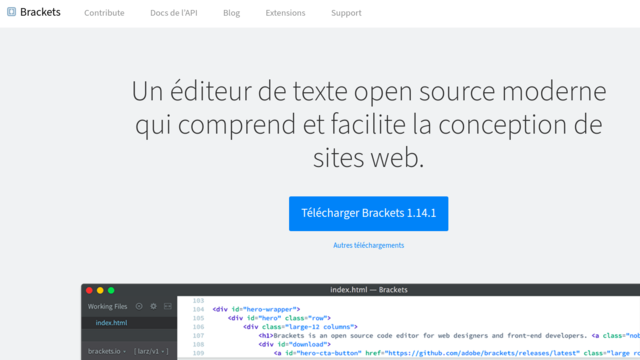 Brackets Contribute Docs de l'API Blog Extensions Support
Un éditeur de texte open source moderne
qui comprend et facilite la conception de
sites web.
Télécharger Brackets 1.14.1
Autres téléchargements
index.html — Brackets
Working Files
index.html
brackets.io [ larz/v1 ]
103
104 <div id="hero-wrapper">
105 <div id="hero" class="row">
106 <div class="large-12 columns">
107 <h1>Brackets is an open source code editor for web designers and front-end developers. <a class="not
108 <div id="download">
109 <a id="hero-cta-button" href="https://github.com/adobe/brackets/releases/latest" class="large r